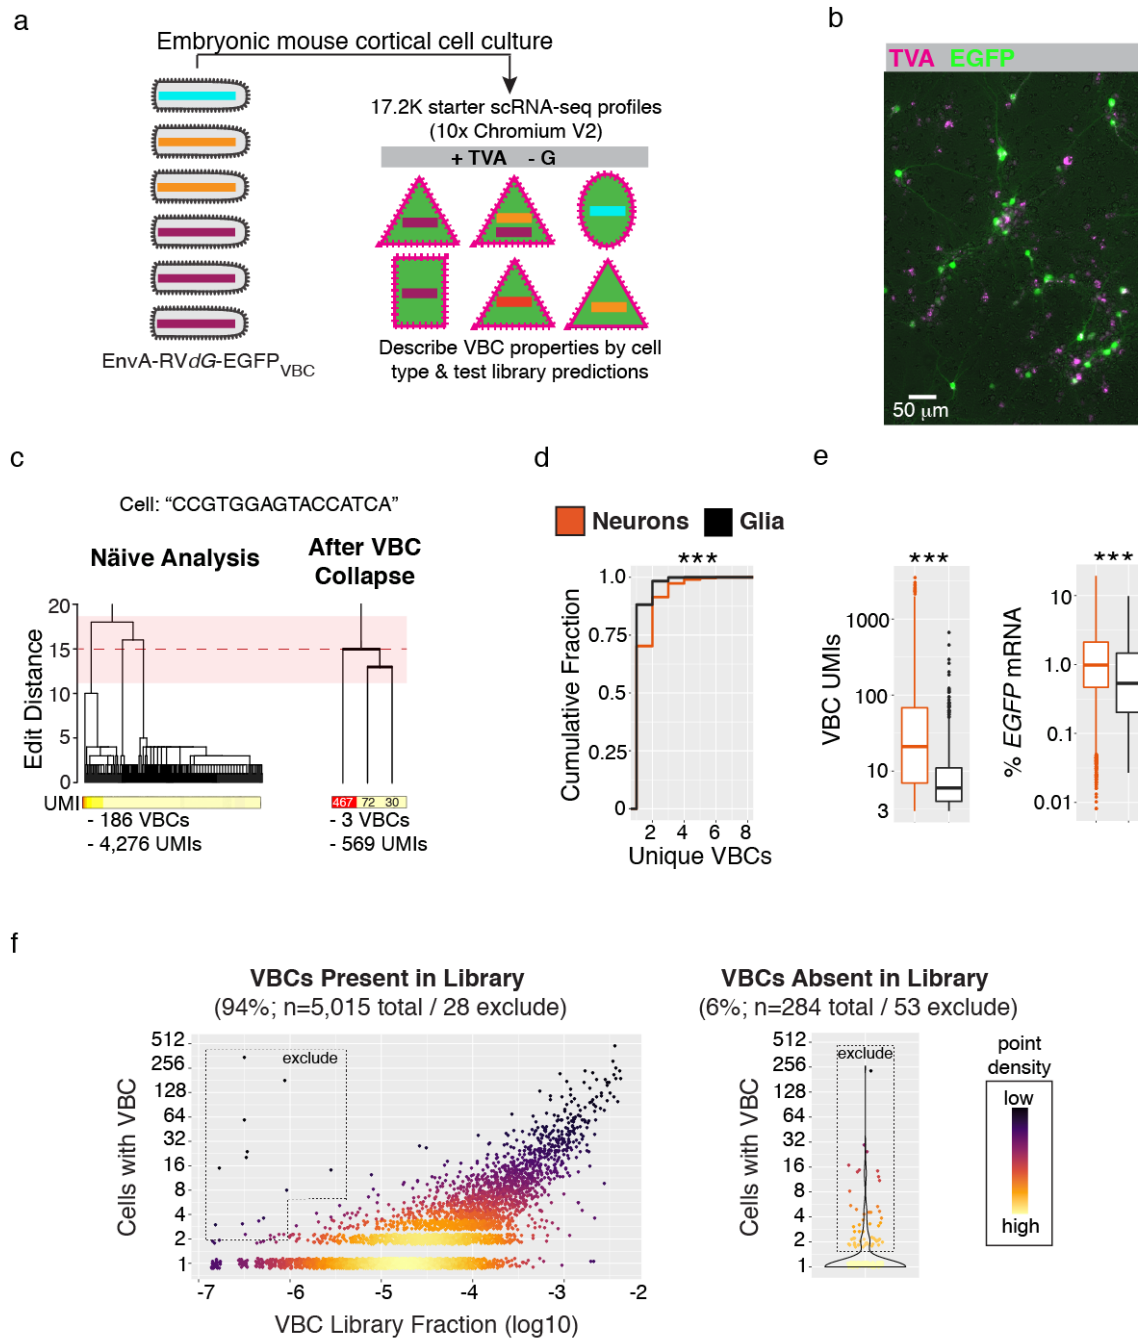 a
Embryonic mouse cortical cell culture
17.2K starter scRNA-seq profiles
(10x Chromium V2)
+ TVA - G
EnvA-RVdG-EGFP VBC
Describe VBC properties by cell
type & test library predictions
b
TVA EGFP
50 µm
c
Cell: “CCGTGGAGTACCATCA”
Näive Analysis
After VBC
Collapse
Edit Distance
20
15
10
5
0
UMI
467 72 30
- 186 VBCs
- 4,276 UMIs
- 3 VBCs
- 569 UMIs
d
Neurons Glia
***
Cumulative Fraction
1.0
0.75
0.5
0.25
0
2 4 6 8
Unique VBCs
e
***
VBC UMIs
1000
100
10
3
***
% EGFP mRNA
10
1.0
0.1
0.01
f
VBCs Present in Library
(94%; n=5,015 total / 28 exclude)
exclude
Cells with VBC
512
256
128
64
32
16
8
4
2
1
-7 -6 -5 -4 -3 -2
VBC Library Fraction (log10)
VBCs Absent in Library
(6%; n=284 total / 53 exclude)
exclude
Cells with VBC
512
256
128
64
32
16
8
4
2
1
point
density
low
high